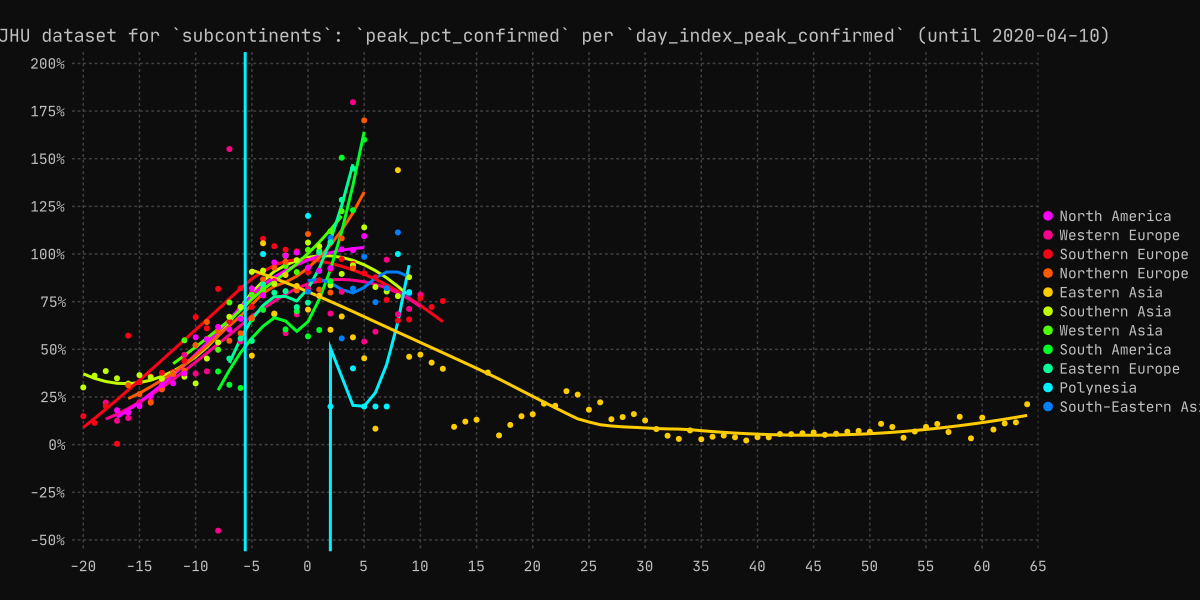 JHU dataset for `subcontinents`: `peak_pct_confirmed` per `day_index_peak_confirmed` (until 2020-04-10)
200%
175%
150%
125%
100%
75%
50%
25%
0%
-25%
-50%
-20 -15 -10 -5 0 5 10 15 20 25 30 35 40 45 50 55 60 65
North America
Western Europe
Southern Europe
Northern Europe
Eastern Asia
Southern Asia
Western Asia
South America
Eastern Europe
Polynesia
South-Eastern As